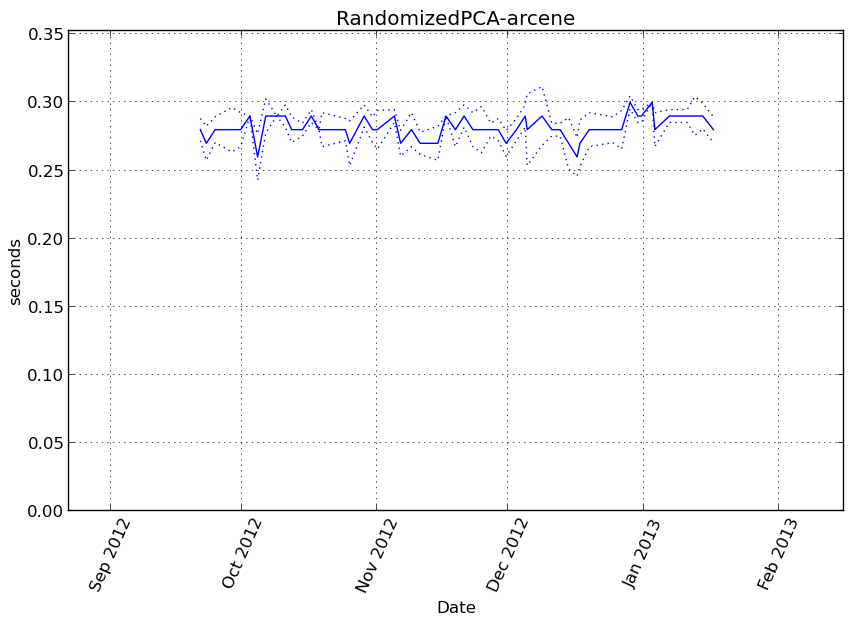 RandomizedPCA-arcene
0.35
0.30
0.25
0.20
0.15
0.10
0.05
0.00
seconds
Sep 2012
Oct 2012
Nov 2012
Dec 2012
Jan 2013
Feb 2013
Date